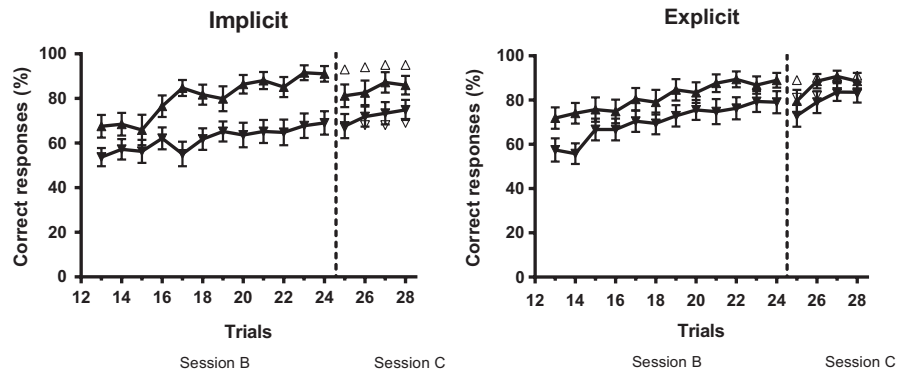 Implicit
Correct responses (%)
100
80
60
40
20
0
12 14 16 18 20 22 24 26 28
Trials
Session B Session C
Explicit
Correct responses (%)
100
80
60
40
20
0
12 14 16 18 20 22 24 26 28
Trials
Session B Session C